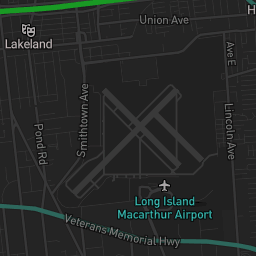 Union Ave
H
Lakeland
Ave E
Smithtown Ave
Lincoln Ave
Pond Rd
Long Island
Macarthur Airport
Veterans Memorial Hwy